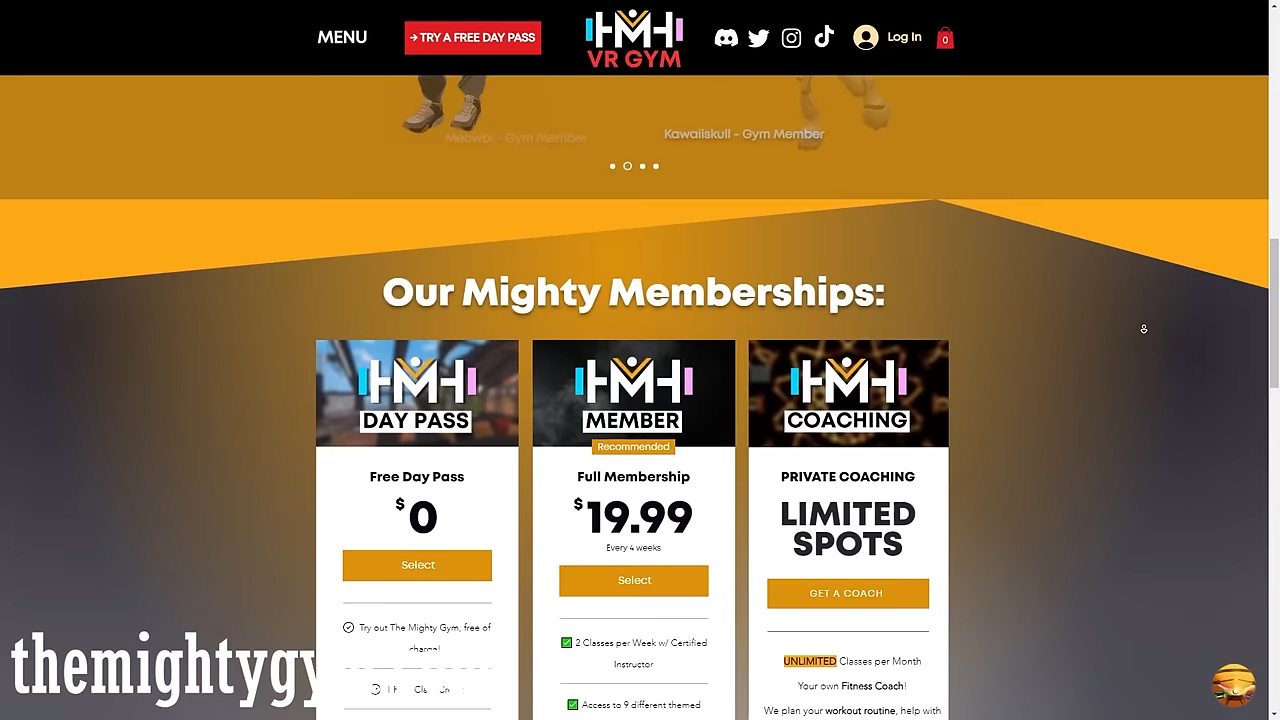 MENU
→ TRY A FREE DAY PASS
HMH
VR GYM
Log In
0
Meowbi - Gym Member
Kawaiiskull - Gym Member
Our Mighty Memberships:
HMH
DAY PASS
HMH
MEMBER
HMH
COACHING
Recommended
Free Day Pass
$0
Select
Try out The Mighty Gym, free of
charge!
Full Membership
$19.99
Every 4 weeks
Select
2 Classes per Week w/ Certified
Instructor
Access to 9 different themed
PRIVATE COACHING
LIMITED
SPOTS
GET A COACH
UNLIMITED Classes per Month
Your own Fitness Coach!
We plan your workout routine, help with
themightygy